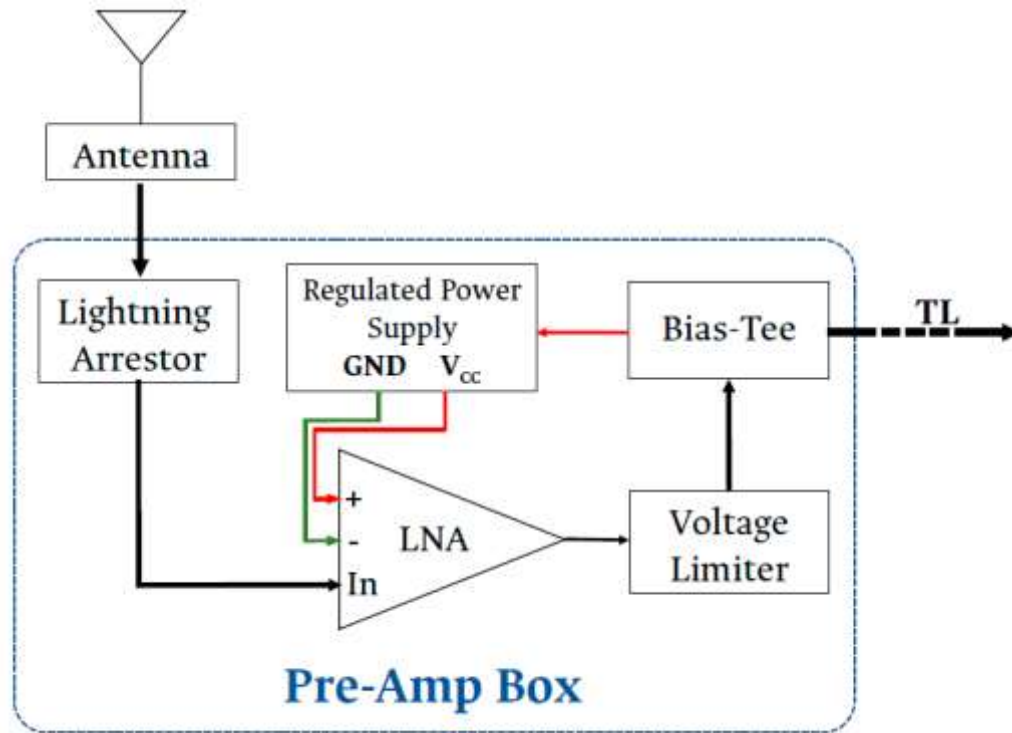 Antenna
Lightning
Arrestor
Regulated Power
Supply
GND Vcc
Bias-Tee
TL
+
-
In
LNA
Voltage
Limiter
Pre-Amp Box